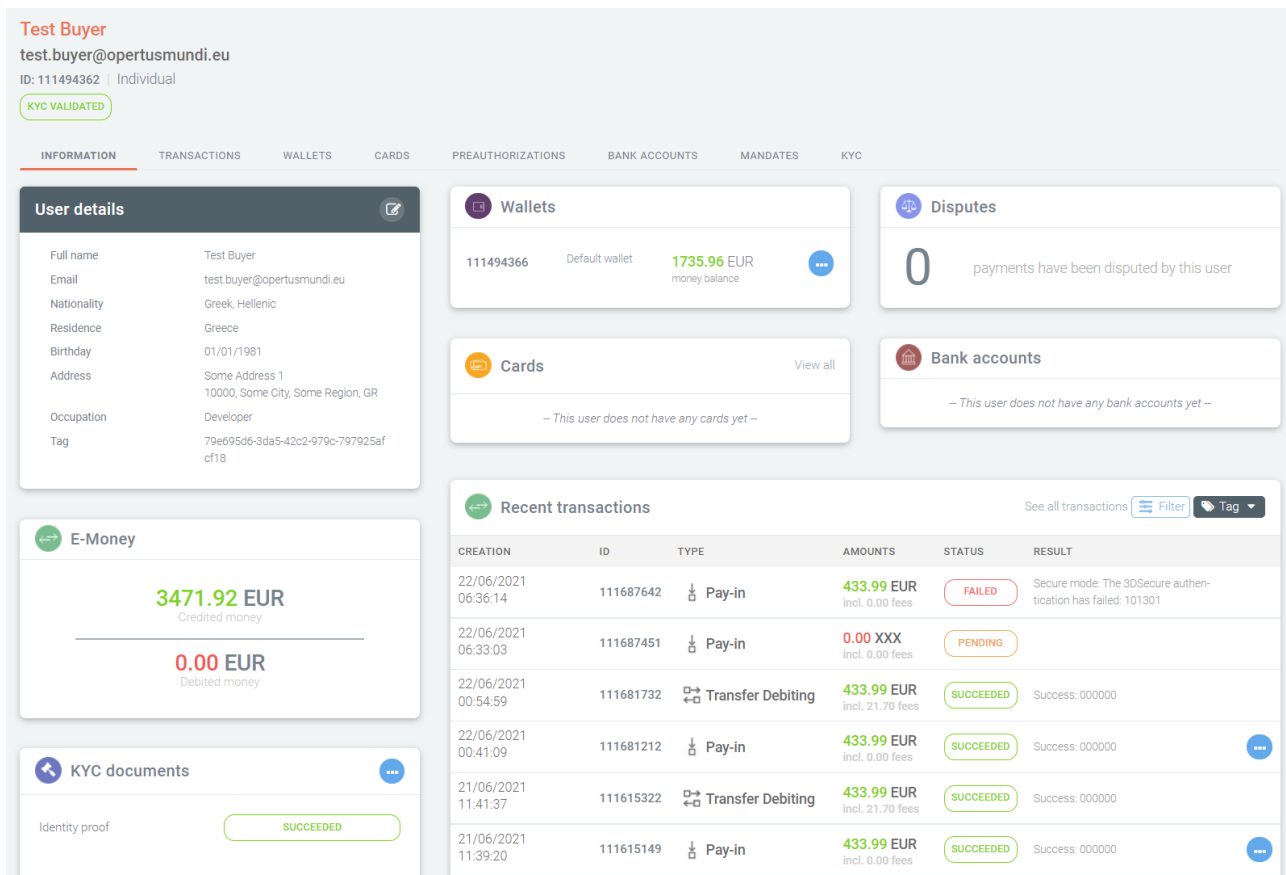 Test Buyer
test.buyer@opertusmundi.eu
ID: 111494362 | Individual
KYC VALIDATED
INFORMATION TRANSACTIONS WALLETS CARDS PREAUTHORIZATIONS BANK ACCOUNTS MANDATES KYC
User details
Full name Test Buyer
Email test.buyer@opertusmundi.eu
Nationality Greek, Hellenic
Residence Greece
Birthday 01/01/1981
Address Some Address 1
10000, Some City, Some Region, GR
Occupation Developer
Tag 79e695d6-3da5-42c2-979c-797925af
cf18
E-Money
3471.92 EUR
Credited money
0.00 EUR
Debited money
KYC documents
Identity proof SUCCEEDED
Wallets
111494366 Default wallet 1735.96 EUR
money balance
Disputes
0 payments have been disputed by this user
Cards View all
-- This user does not have any cards yet --
Bank accounts
-- This user does not have any bank accounts yet --
Recent transactions See all transactions Filter Tag
CREATION ID TYPE AMOUNTS STATUS RESULT
22/06/2021
06:36:14 111687642 Pay-in 433.99 EUR
incl. 0.00 fees FAILED Secure mode: The 3DSecure authen-
tication has failed: 101301
22/06/2021
06:33:03 111687451 Pay-in 0.00 XXX
incl. 0.00 fees PENDING
22/06/2021
00:54:59 111681732 Transfer Debiting 433.99 EUR
incl. 21.70 fees SUCCEEDED Success: 000000
22/06/2021
00:41:09 111681212 Pay-in 433.99 EUR
incl. 0.00 fees SUCCEEDED Success: 000000
21/06/2021
11:41:37 111615322 Transfer Debiting 433.99 EUR
incl. 21.70 fees SUCCEEDED Success: 000000
21/06/2021
11:39:20 111615149 Pay-in 433.99 EUR
incl. 0.00 fees SUCCEEDED Success: 000000